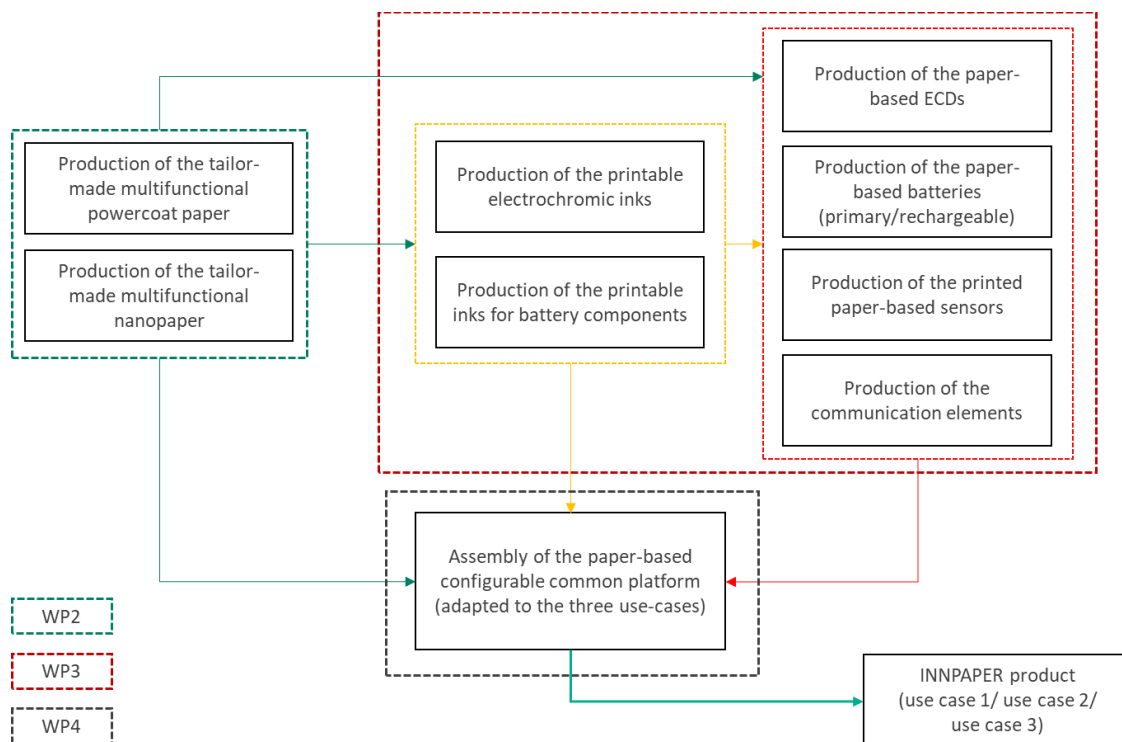 Production of the tailor-
made multifunctional
powercoat paper
Production of the tailor-
made multifunctional
nanopaper
Production of the printable
electrochromic inks
Production of the printable
inks for battery components
Production of the paper-
based ECDs
Production of the paper-
based batteries
(primary/rechargeable)
Production of the printed
paper-based sensors
Production of the
communication elements
Assembly of the paper-based
configurable common platform
(adapted to the three use-cases)
INNPAPER product
(use case 1/ use case 2/
use case 3)
WP2
WP3
WP4